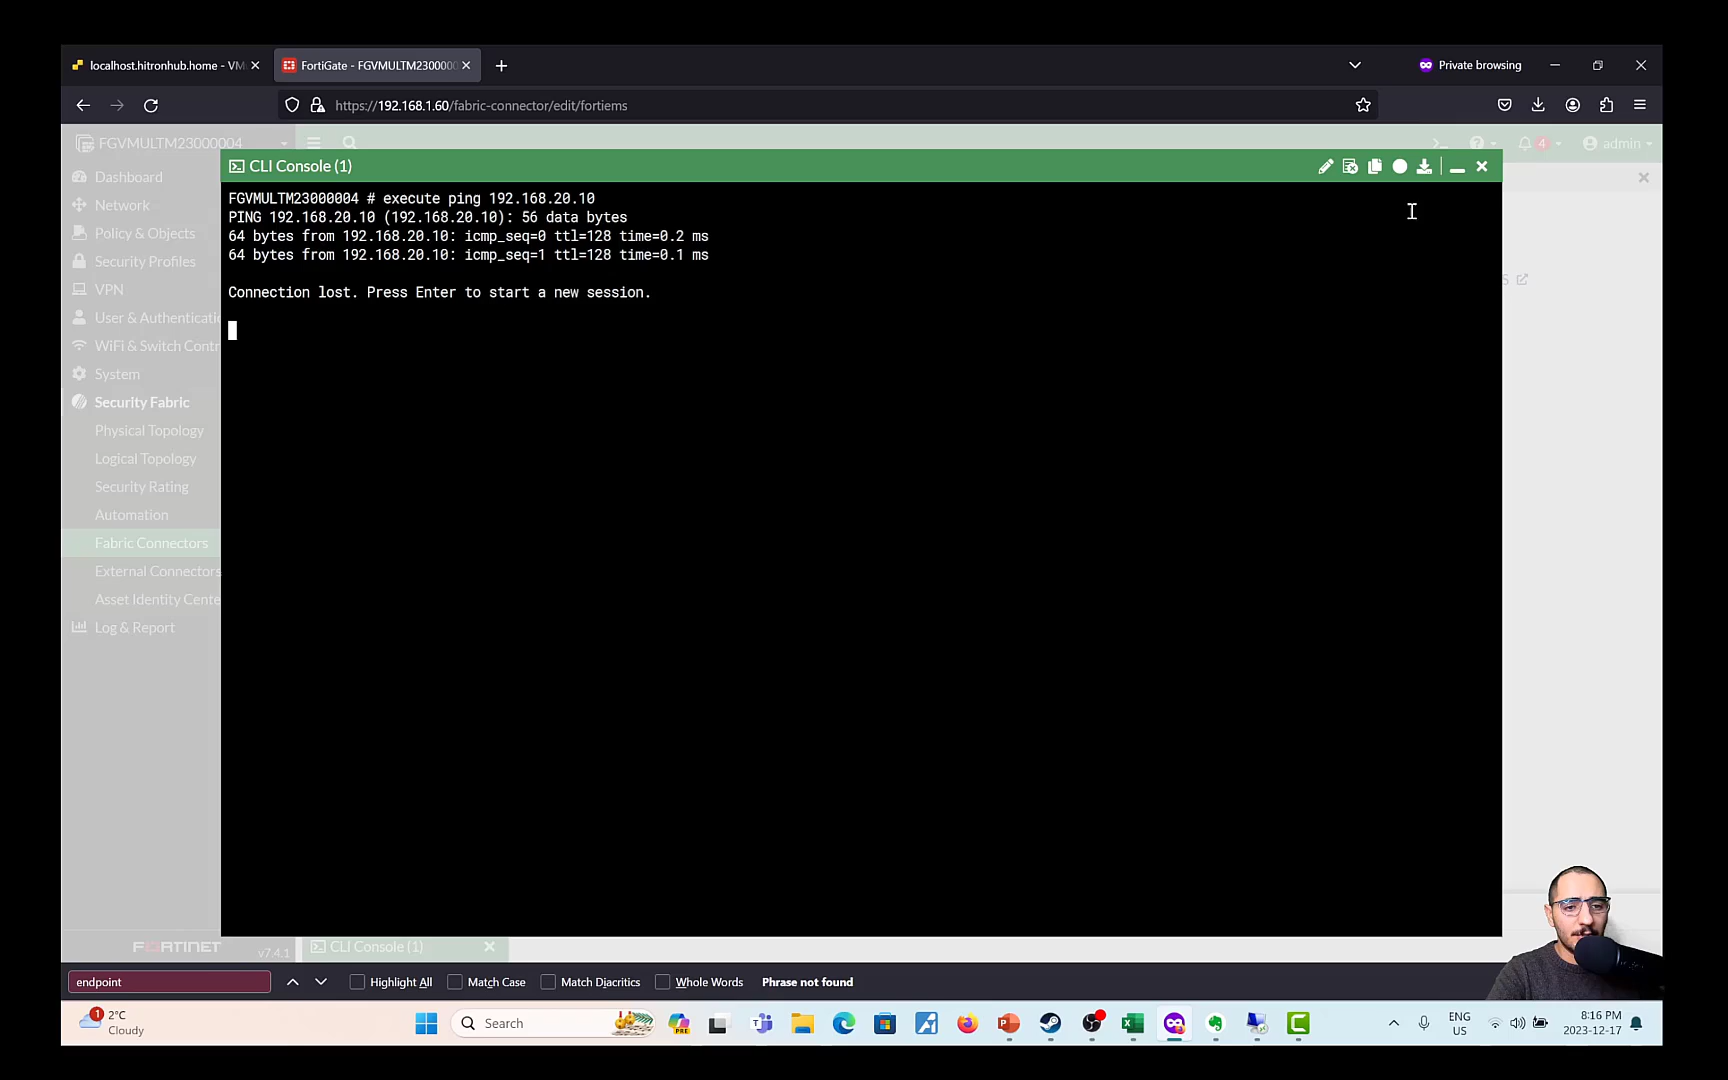 localhost.hitronhub.home - VM
FortiGate - FGVMULTM2300000
Private browsing
https://192.168.1.60/fabric-connector/edit/fortiems
FGVMULTM23000004
4
admin
CLI Console (1)
Dashboard
Network
Policy & Objects
Security Profiles
VPN
User & Authenticatio
WiFi & Switch Contr
System
Security Fabric
Physical Topology
Logical Topology
Security Rating
Automation
Fabric Connectors
External Connectors
Asset Identity Cente
Log & Report
FGVMULTM23000004 # execute ping 192.168.20.10
PING 192.168.20.10 (192.168.20.10): 56 data bytes
64 bytes from 192.168.20.10: icmp_seq=0 ttl=128 time=0.2 ms
64 bytes from 192.168.20.10: icmp_seq=1 ttl=128 time=0.1 ms
Connection lost. Press Enter to start a new session.
FORTINET
v7.4.1
CLI Console (1)
endpoint
Highlight All
Match Case
Match Diacritics
Whole Words
Phrase not found
1
2°C
Cloudy
Search
PRE
ENG
US
8:16 PM
2023-12-17